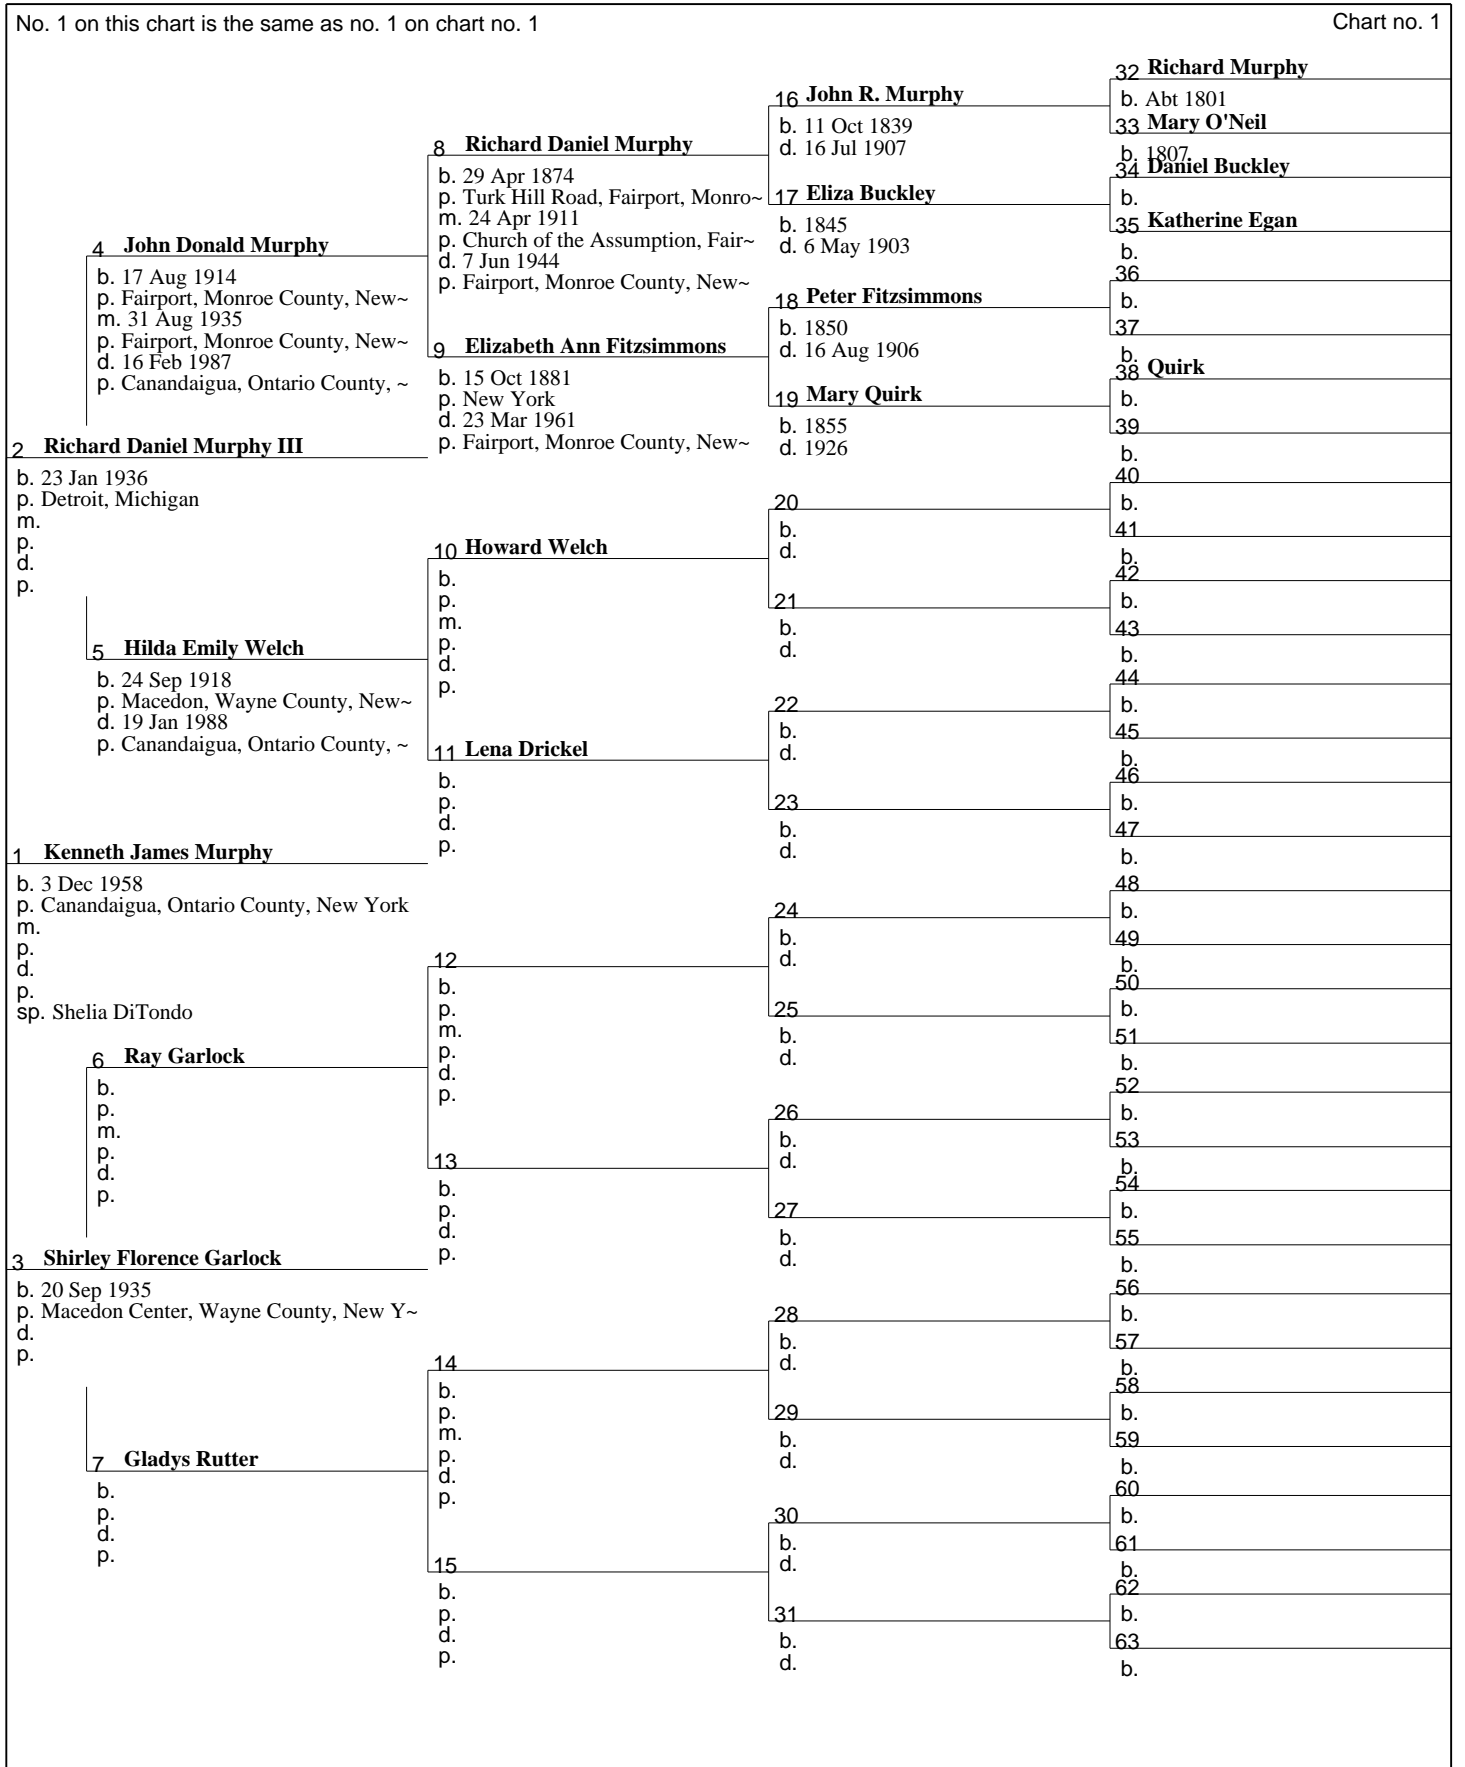 No. 1 on this chart is the same as no. 1 on chart no. 1
Chart no. 1
4 John Donald Murphy
b. 17 Aug 1914
p. Fairport, Monroe County, New~
m. 31 Aug 1935
p. Fairport, Monroe County, New~
d. 16 Feb 1987
p. Canandaigua, Ontario County, ~
2 Richard Daniel Murphy III
b. 23 Jan 1936
p. Detroit, Michigan
m.
p.
d.
p.
5 Hilda Emily Welch
b. 24 Sep 1918
p. Macedon, Wayne County, New~
d. 19 Jan 1988
p. Canandaigua, Ontario County, ~
1 Kenneth James Murphy
b. 3 Dec 1958
p. Canandaigua, Ontario County, New York
m.
p.
d.
p.
sp. Shelia DiTondo
6 Ray Garlock
b.
p.
m.
p.
d.
p.
3 Shirley Florence Garlock
b. 20 Sep 1935
p. Macedon Center, Wayne County, New Y~
d.
p.
7 Gladys Rutter
b.
p.
d.
p.
8 Richard Daniel Murphy
b. 29 Apr 1874
p. Turk Hill Road, Fairport, Monro~
m. 24 Apr 1911
p. Church of the Assumption, Fair~
d. 7 Jun 1944
p. Fairport, Monroe County, New~
9 Elizabeth Ann Fitzsimmons
b. 15 Oct 1881
p. New York
d. 23 Mar 1961
p. Fairport, Monroe County, New~
10 Howard Welch
b.
p.
m.
p.
d.
p.
11 Lena Drickel
b.
p.
d.
p.
12
b.
p.
m.
p.
d.
p.
13
b.
p.
d.
p.
14
b.
p.
m.
p.
d.
p.
15
b.
p.
d.
p.
16 John R. Murphy
b. 11 Oct 1839
d. 16 Jul 1907
17 Eliza Buckley
b. 1845
d. 6 May 1903
18 Peter Fitzsimmons
b. 1850
d. 16 Aug 1906
19 Mary Quirk
b. 1855
d. 1926
20
b.
d.
21
b.
d.
22
b.
d.
23
b.
d.
24
b.
d.
25
b.
d.
26
b.
d.
27
b.
d.
28
b.
d.
29
b.
d.
30
b.
d.
31
b.
d.
32 Richard Murphy
b. Abt 1801
33 Mary O'Neil
b. 1807
34 Daniel Buckley
b.
35 Katherine Egan
b.
36
b.
37
b.
38 Quirk
b.
39
b.
40
b.
41
b.
42
b.
43
b.
44
b.
45
b.
46
b.
47
b.
48
b.
49
b.
50
b.
51
b.
52
b.
53
b.
54
b.
55
b.
56
b.
57
b.
58
b.
59
b.
60
b.
61
b.
62
b.
63
b.